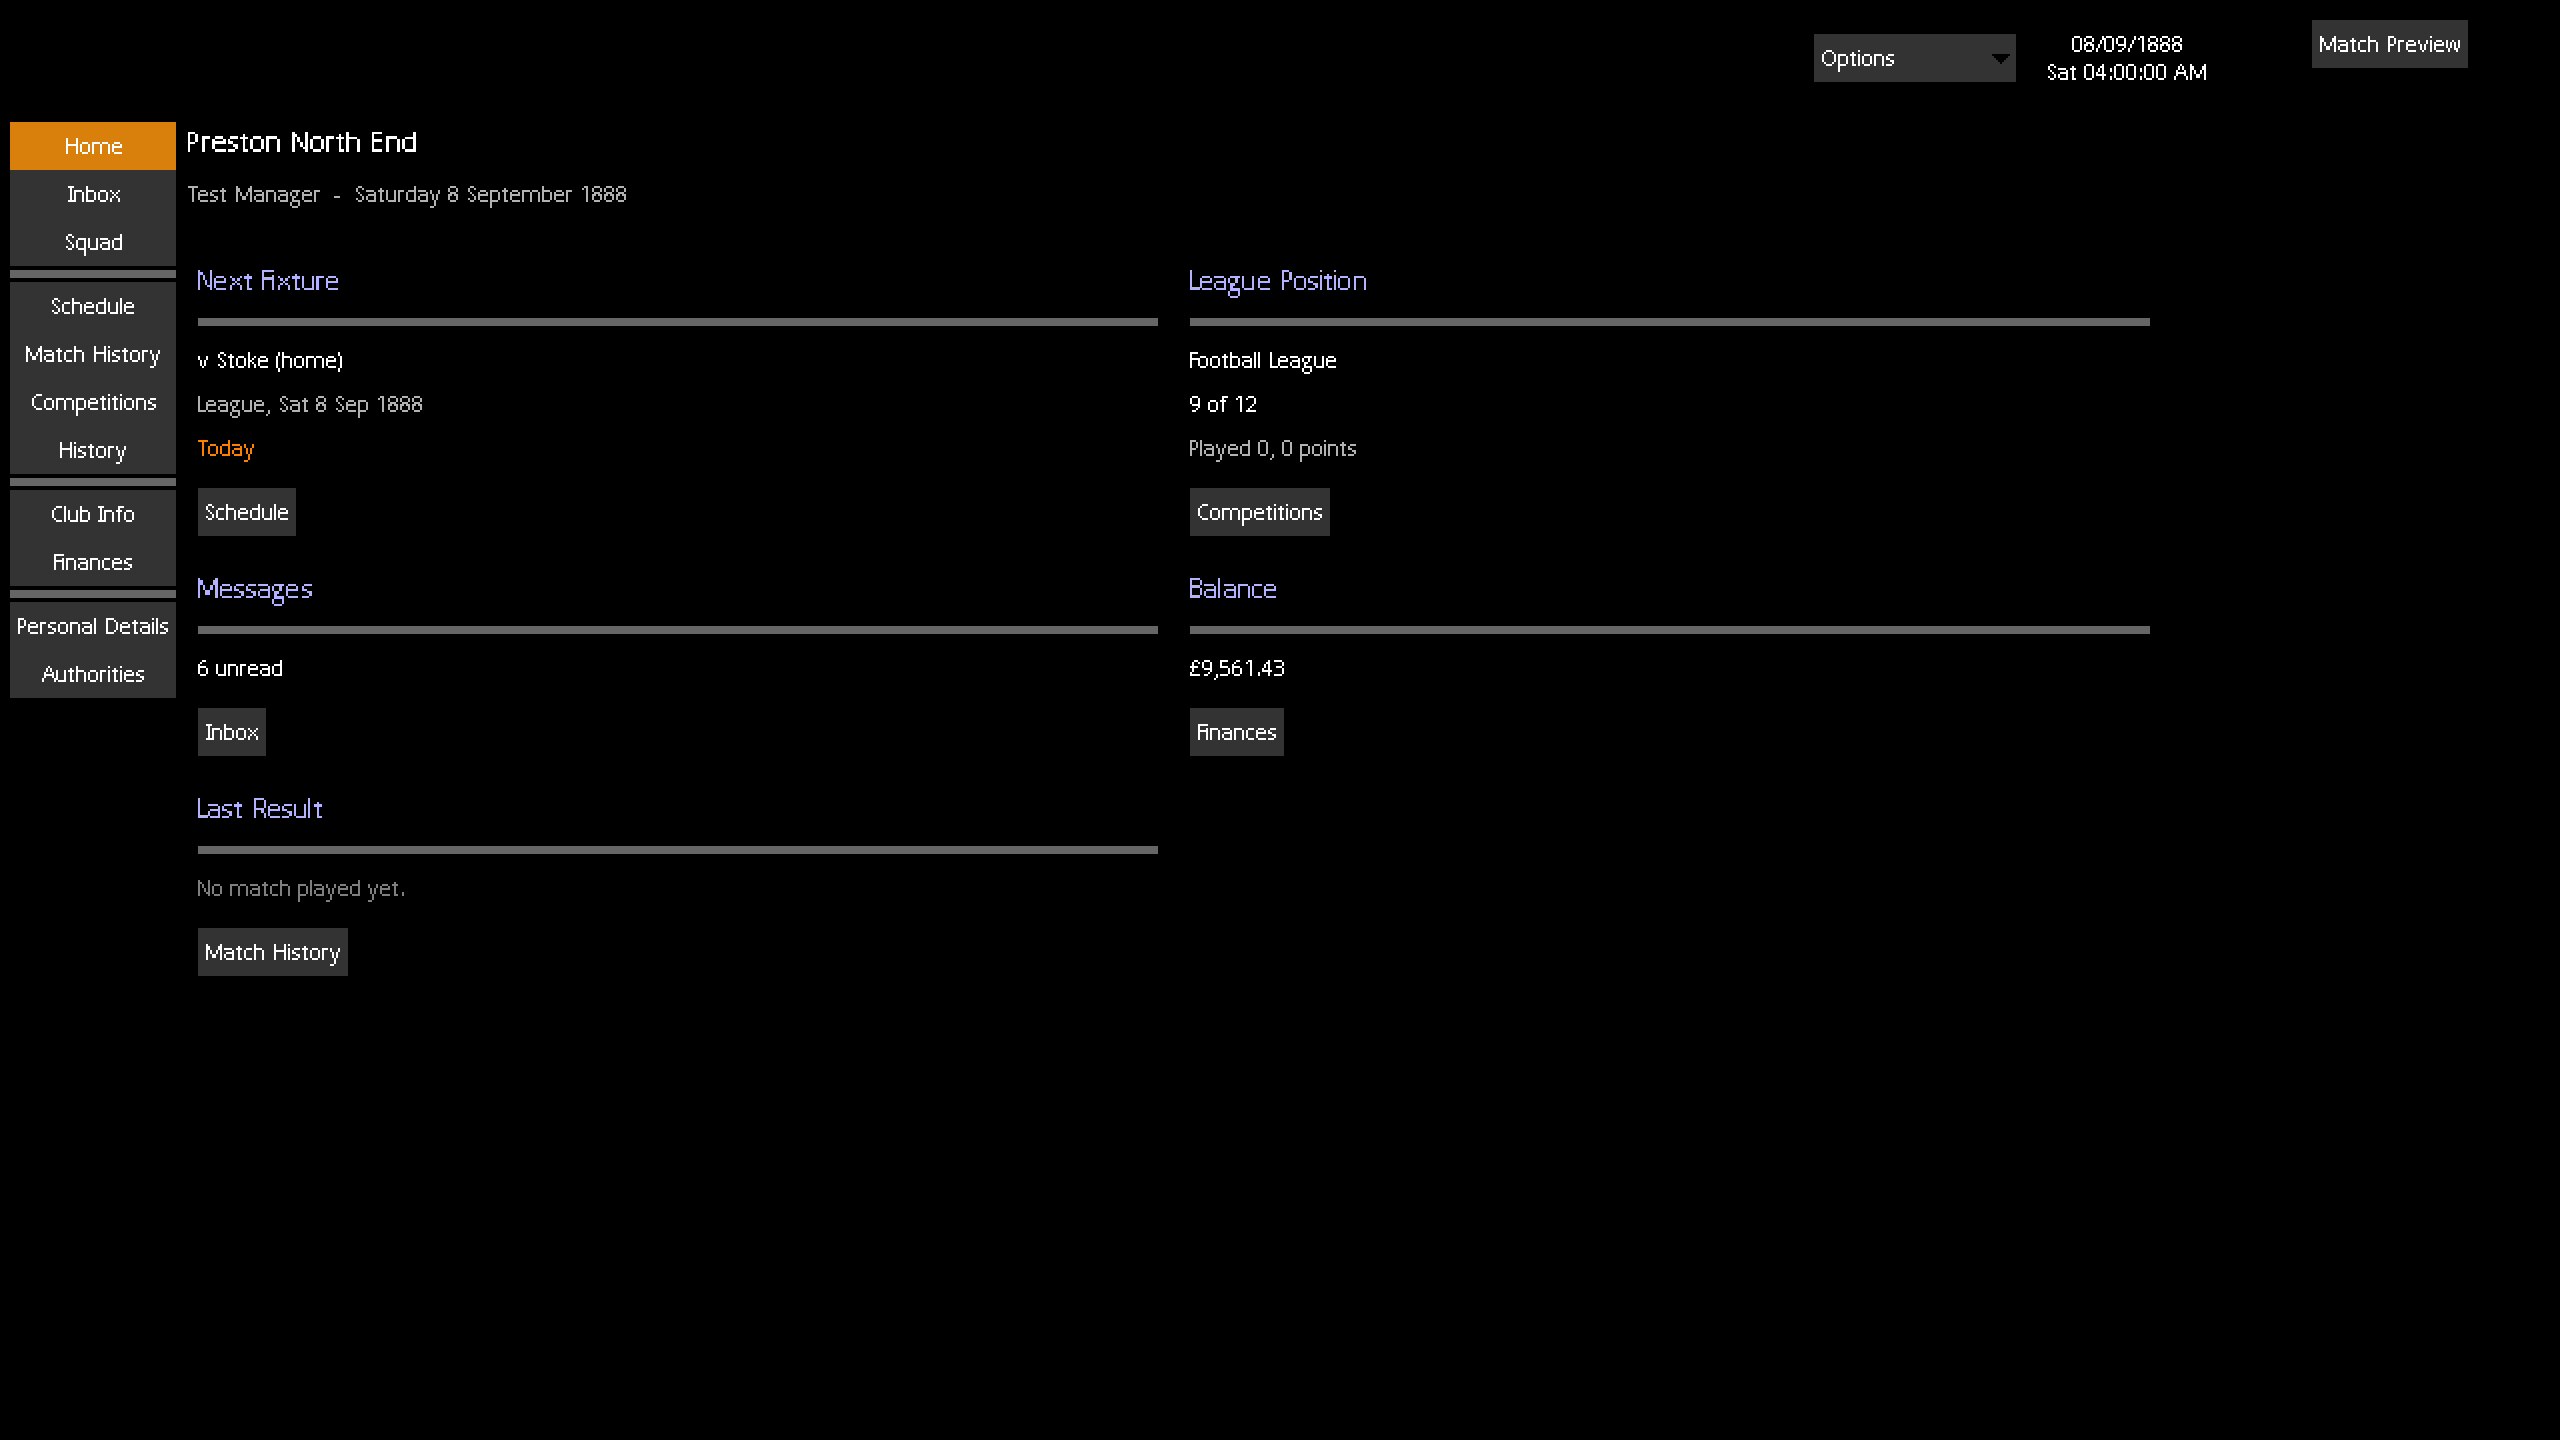 Options
08/09/1888
Sat 04:00:00 AM
Match Preview
Home
Inbox
Squad
Schedule
Match History
Competitions
History
Club Info
Finances
Personal Details
Authorities
Preston North End
Test Manager - Saturday 8 September 1888
Next Fixture
v Stoke (home)
League, Sat 8 Sep 1888
Today
Schedule
League Position
Football League
9 of 12
Played 0, 0 points
Competitions
Messages
6 unread
Inbox
Balance
£9,561.43
Finances
Last Result
No match played yet.
Match History